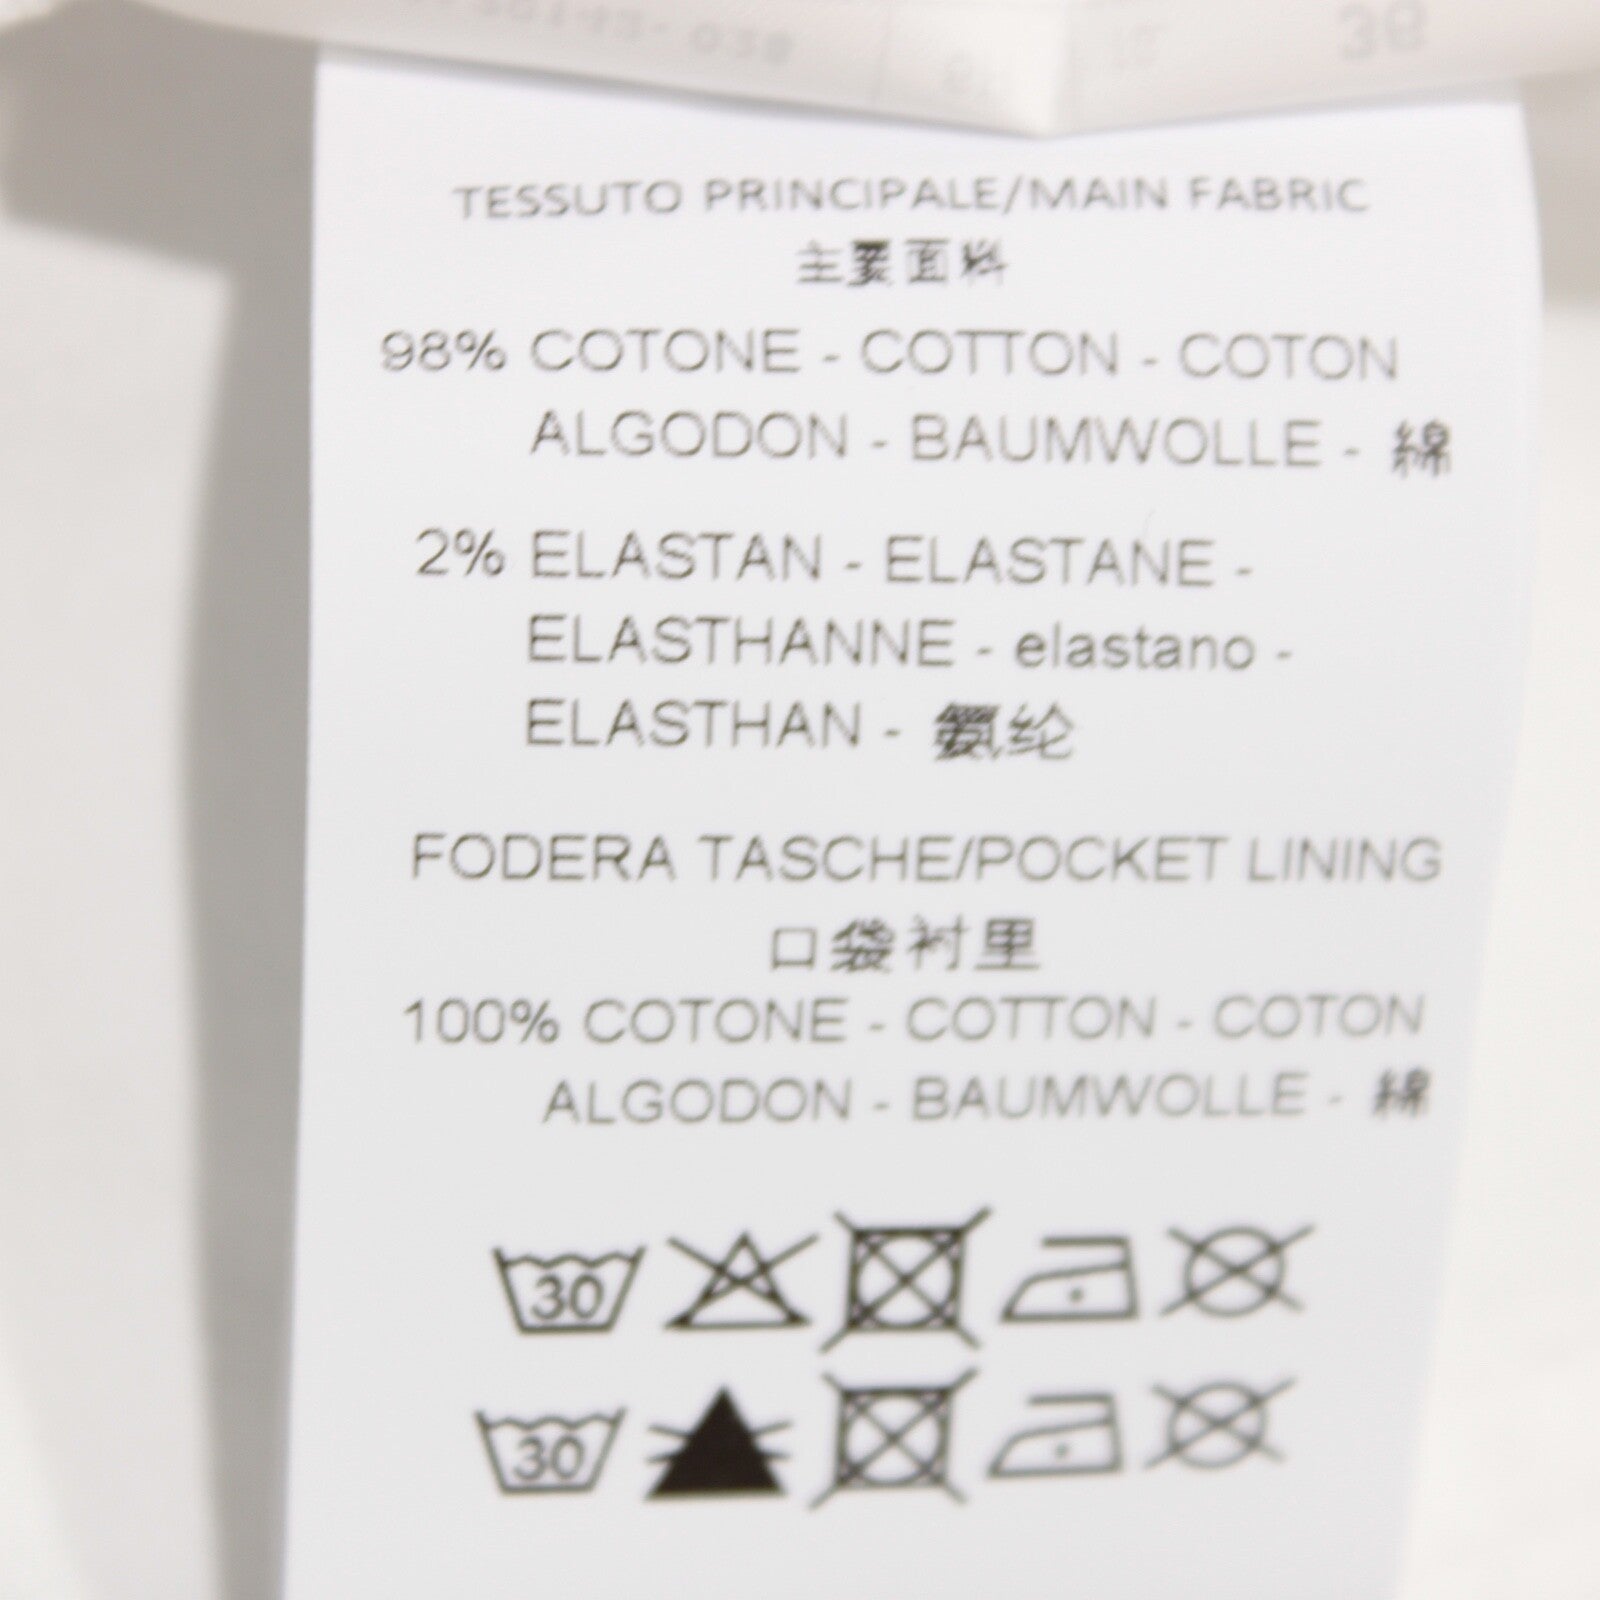 38
TESSUTO PRINCIPALE/MAIN FABRIC
主要面料
98% COTONE - COTTON - COTON
ALGODON - BAUMWOLLE - 綿
2% ELASTAN - ELASTANE -
ELASTHANNE - elastano -
ELASTHAN - 氨纶
FODERA TASCHE/POCKET LINING
口袋衬里
100% COTONE - COTTON - COTON
ALGODON - BAUMWOLLE - 綿
30
30